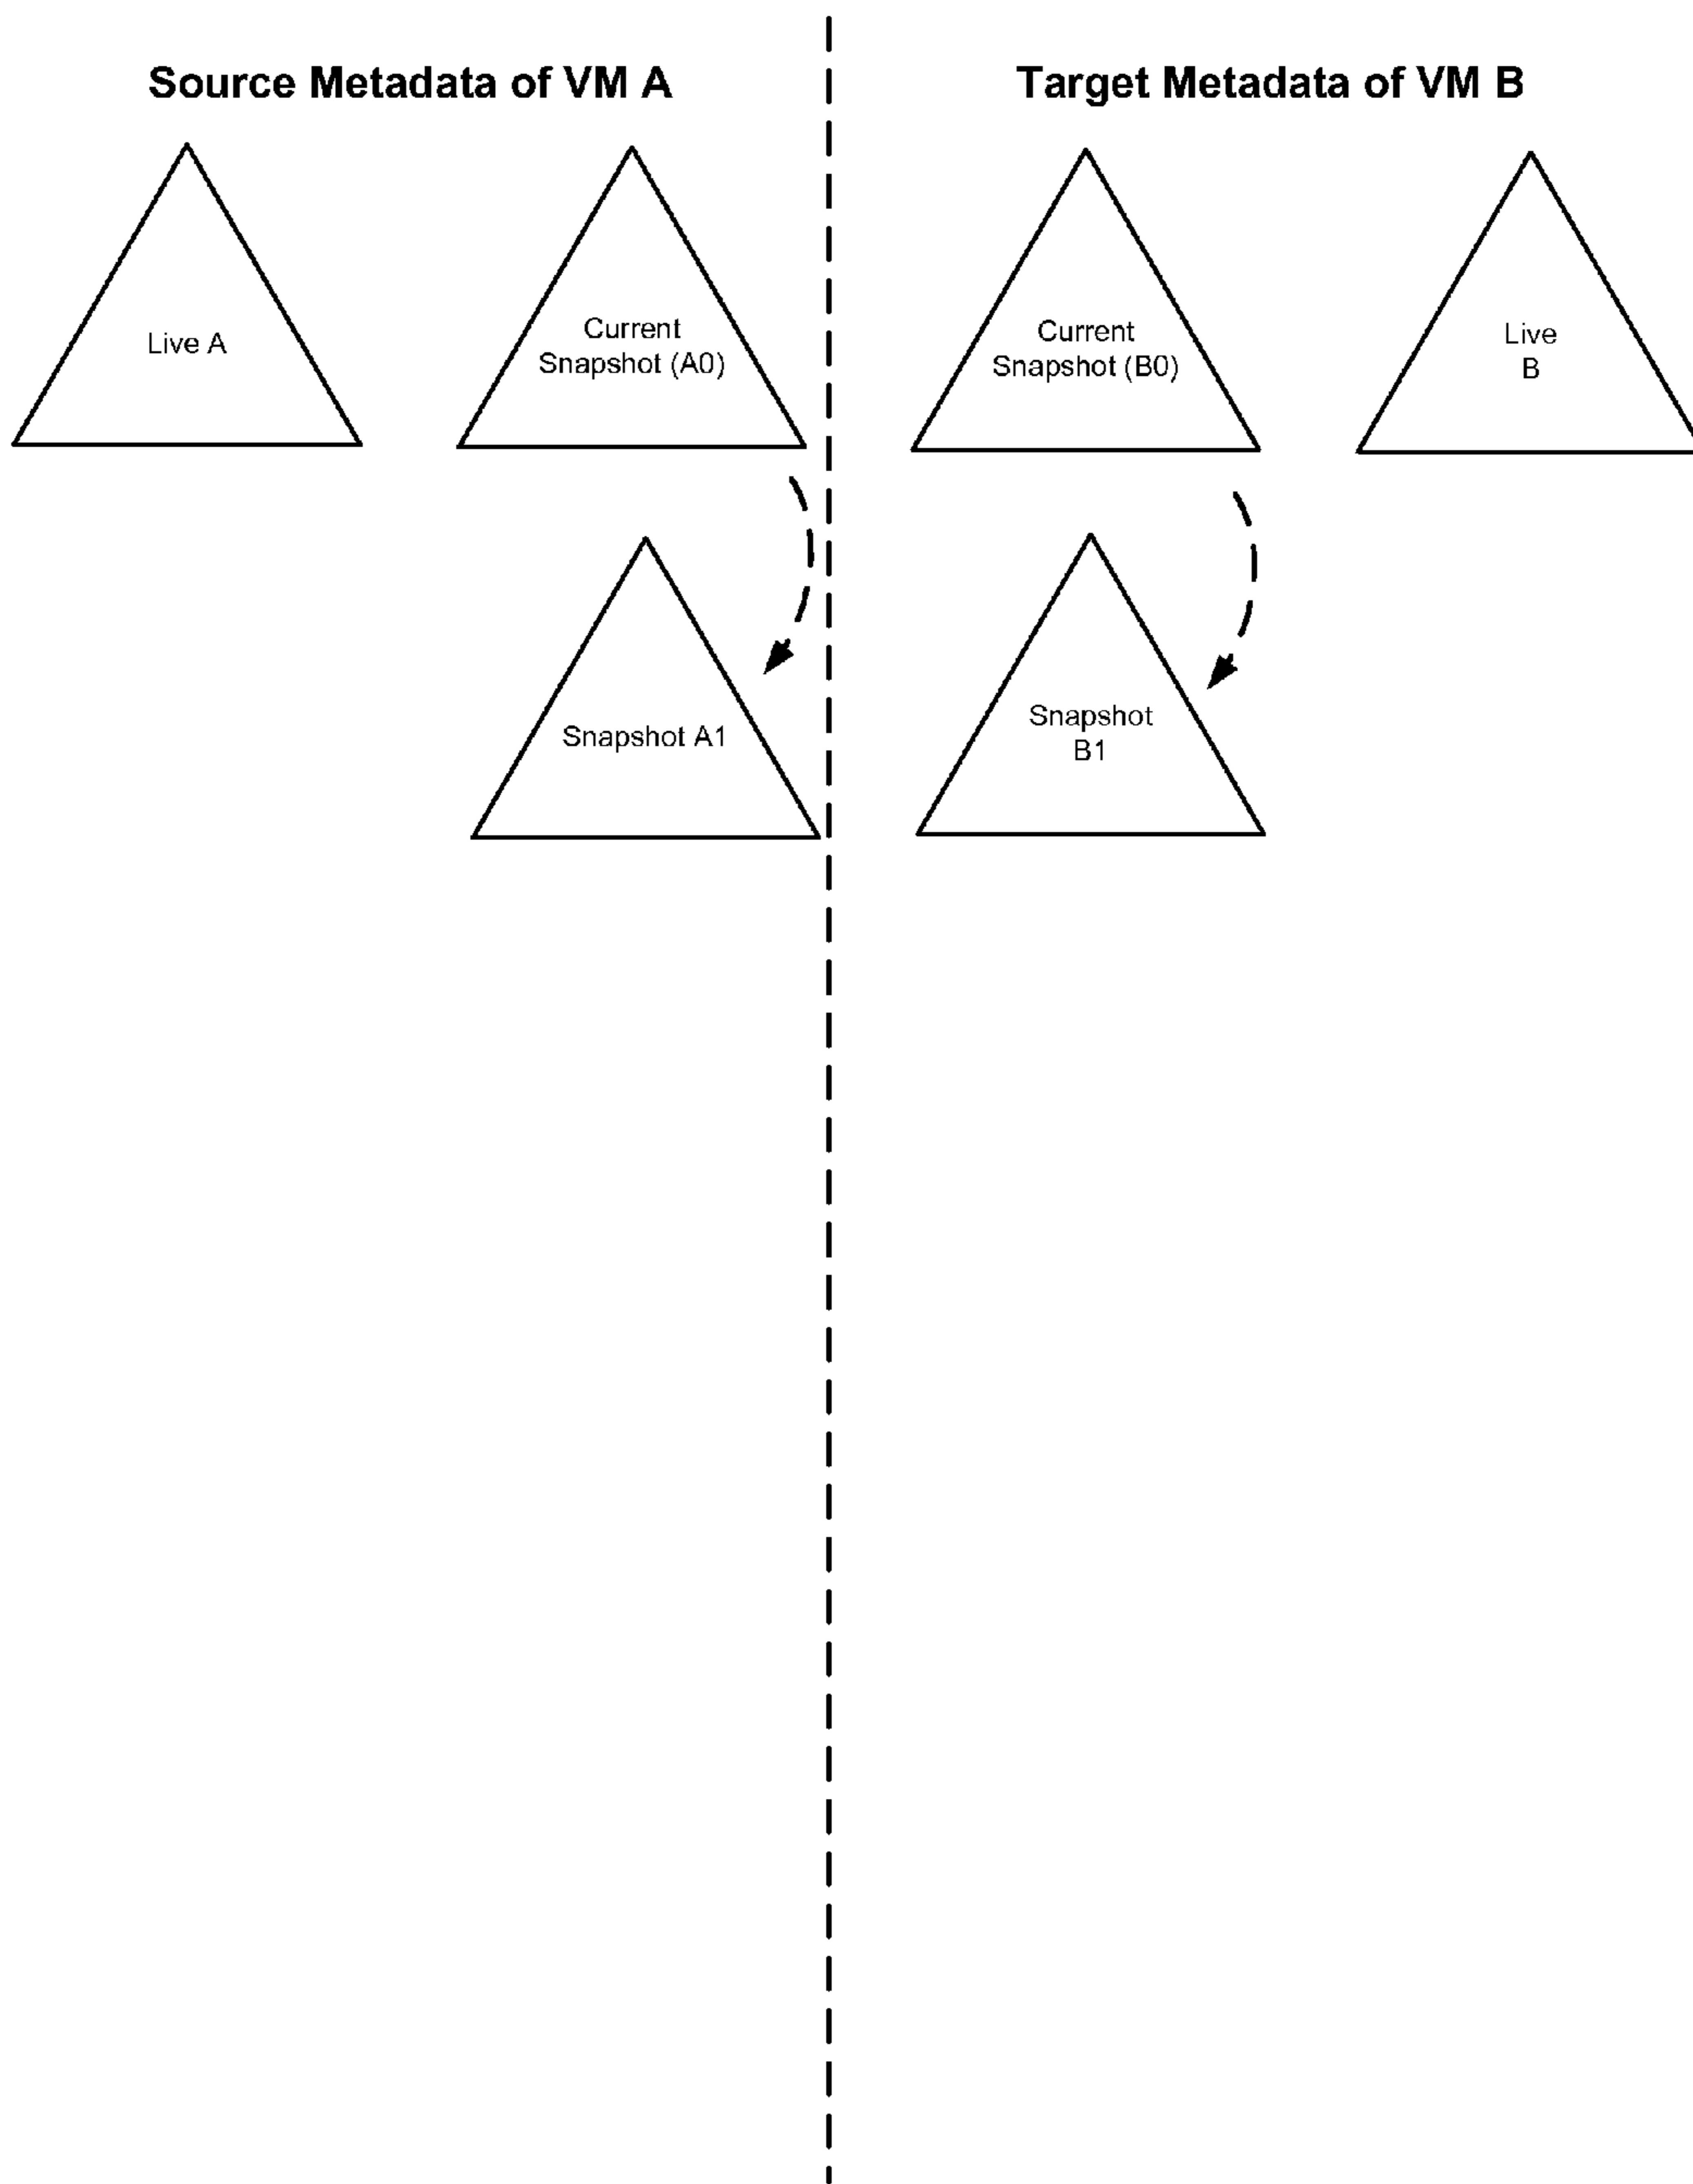 Source Metadata of VM A
Target Metadata of VM B
Live A
Current
Snapshot (A0)
Current
Snapshot (B0)
Live
B
Snapshot A1
Snapshot
B1